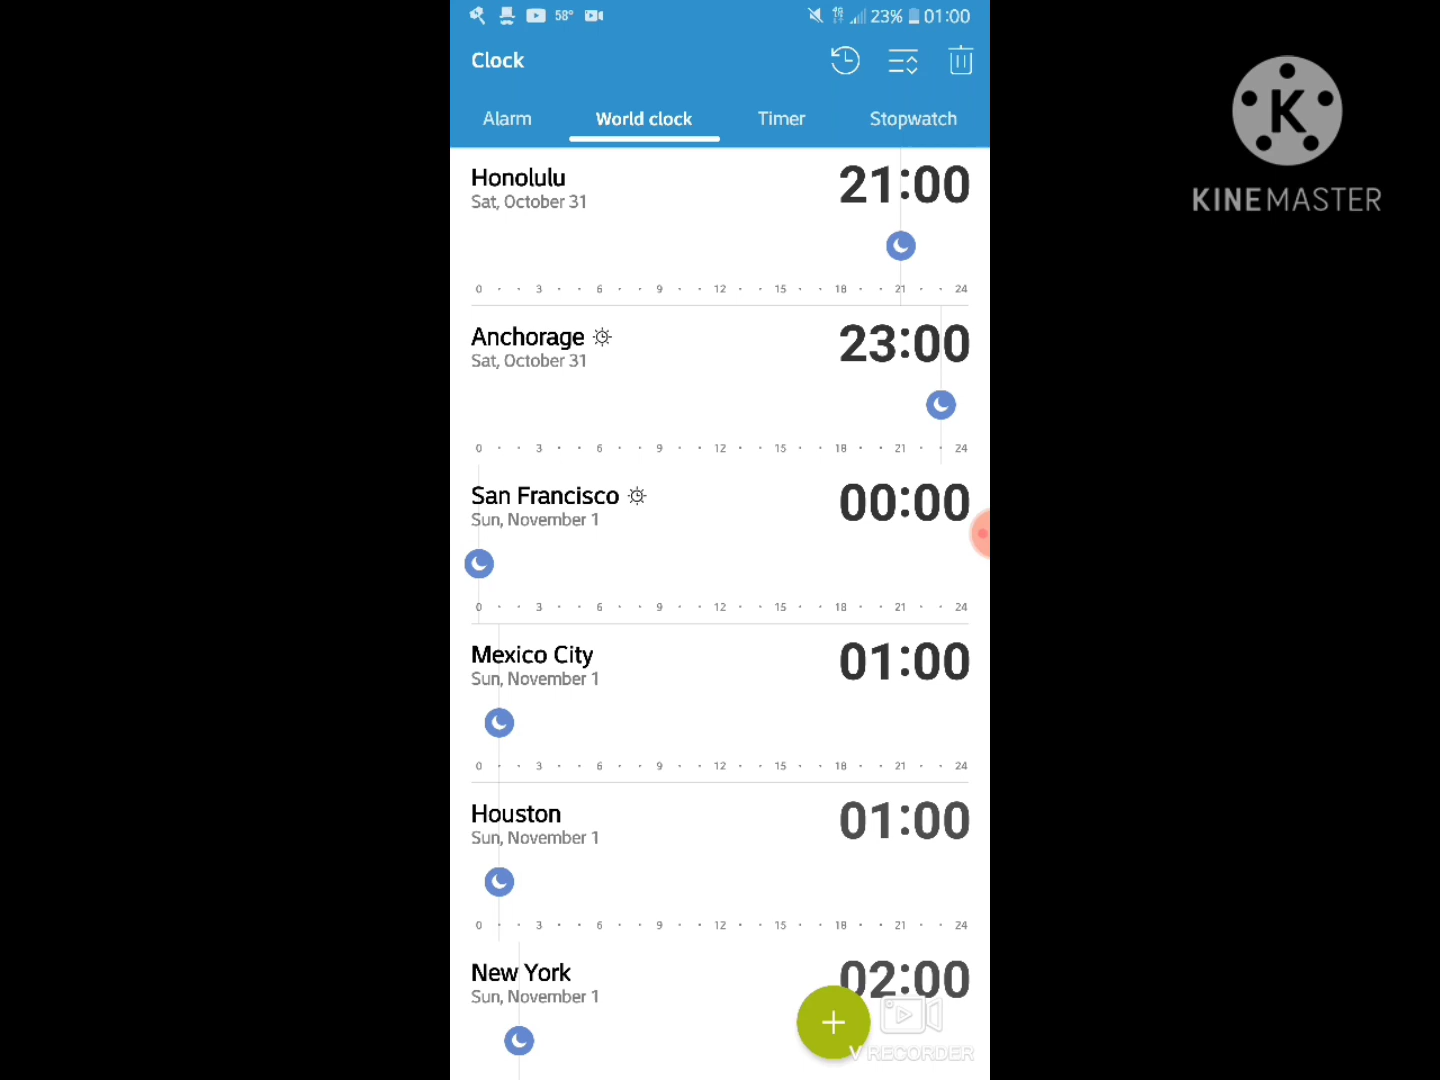 58° 4G 23% 01:00
Clock
Alarm World clock Timer Stopwatch
Honolulu 21:00
Sat, October 31
0 3 6 9 12 15 18 21 24
Anchorage 23:00
Sat, October 31
0 3 6 9 12 15 18 21 24
San Francisco 00:00
Sun, November 1
0 3 6 9 12 15 18 21 24
Mexico City 01:00
Sun, November 1
0 3 6 9 12 15 18 21 24
Houston 01:00
Sun, November 1
0 3 6 9 12 15 18 21 24
New York 02:00
Sun, November 1
+
V RECORDER
K
KINEMASTER